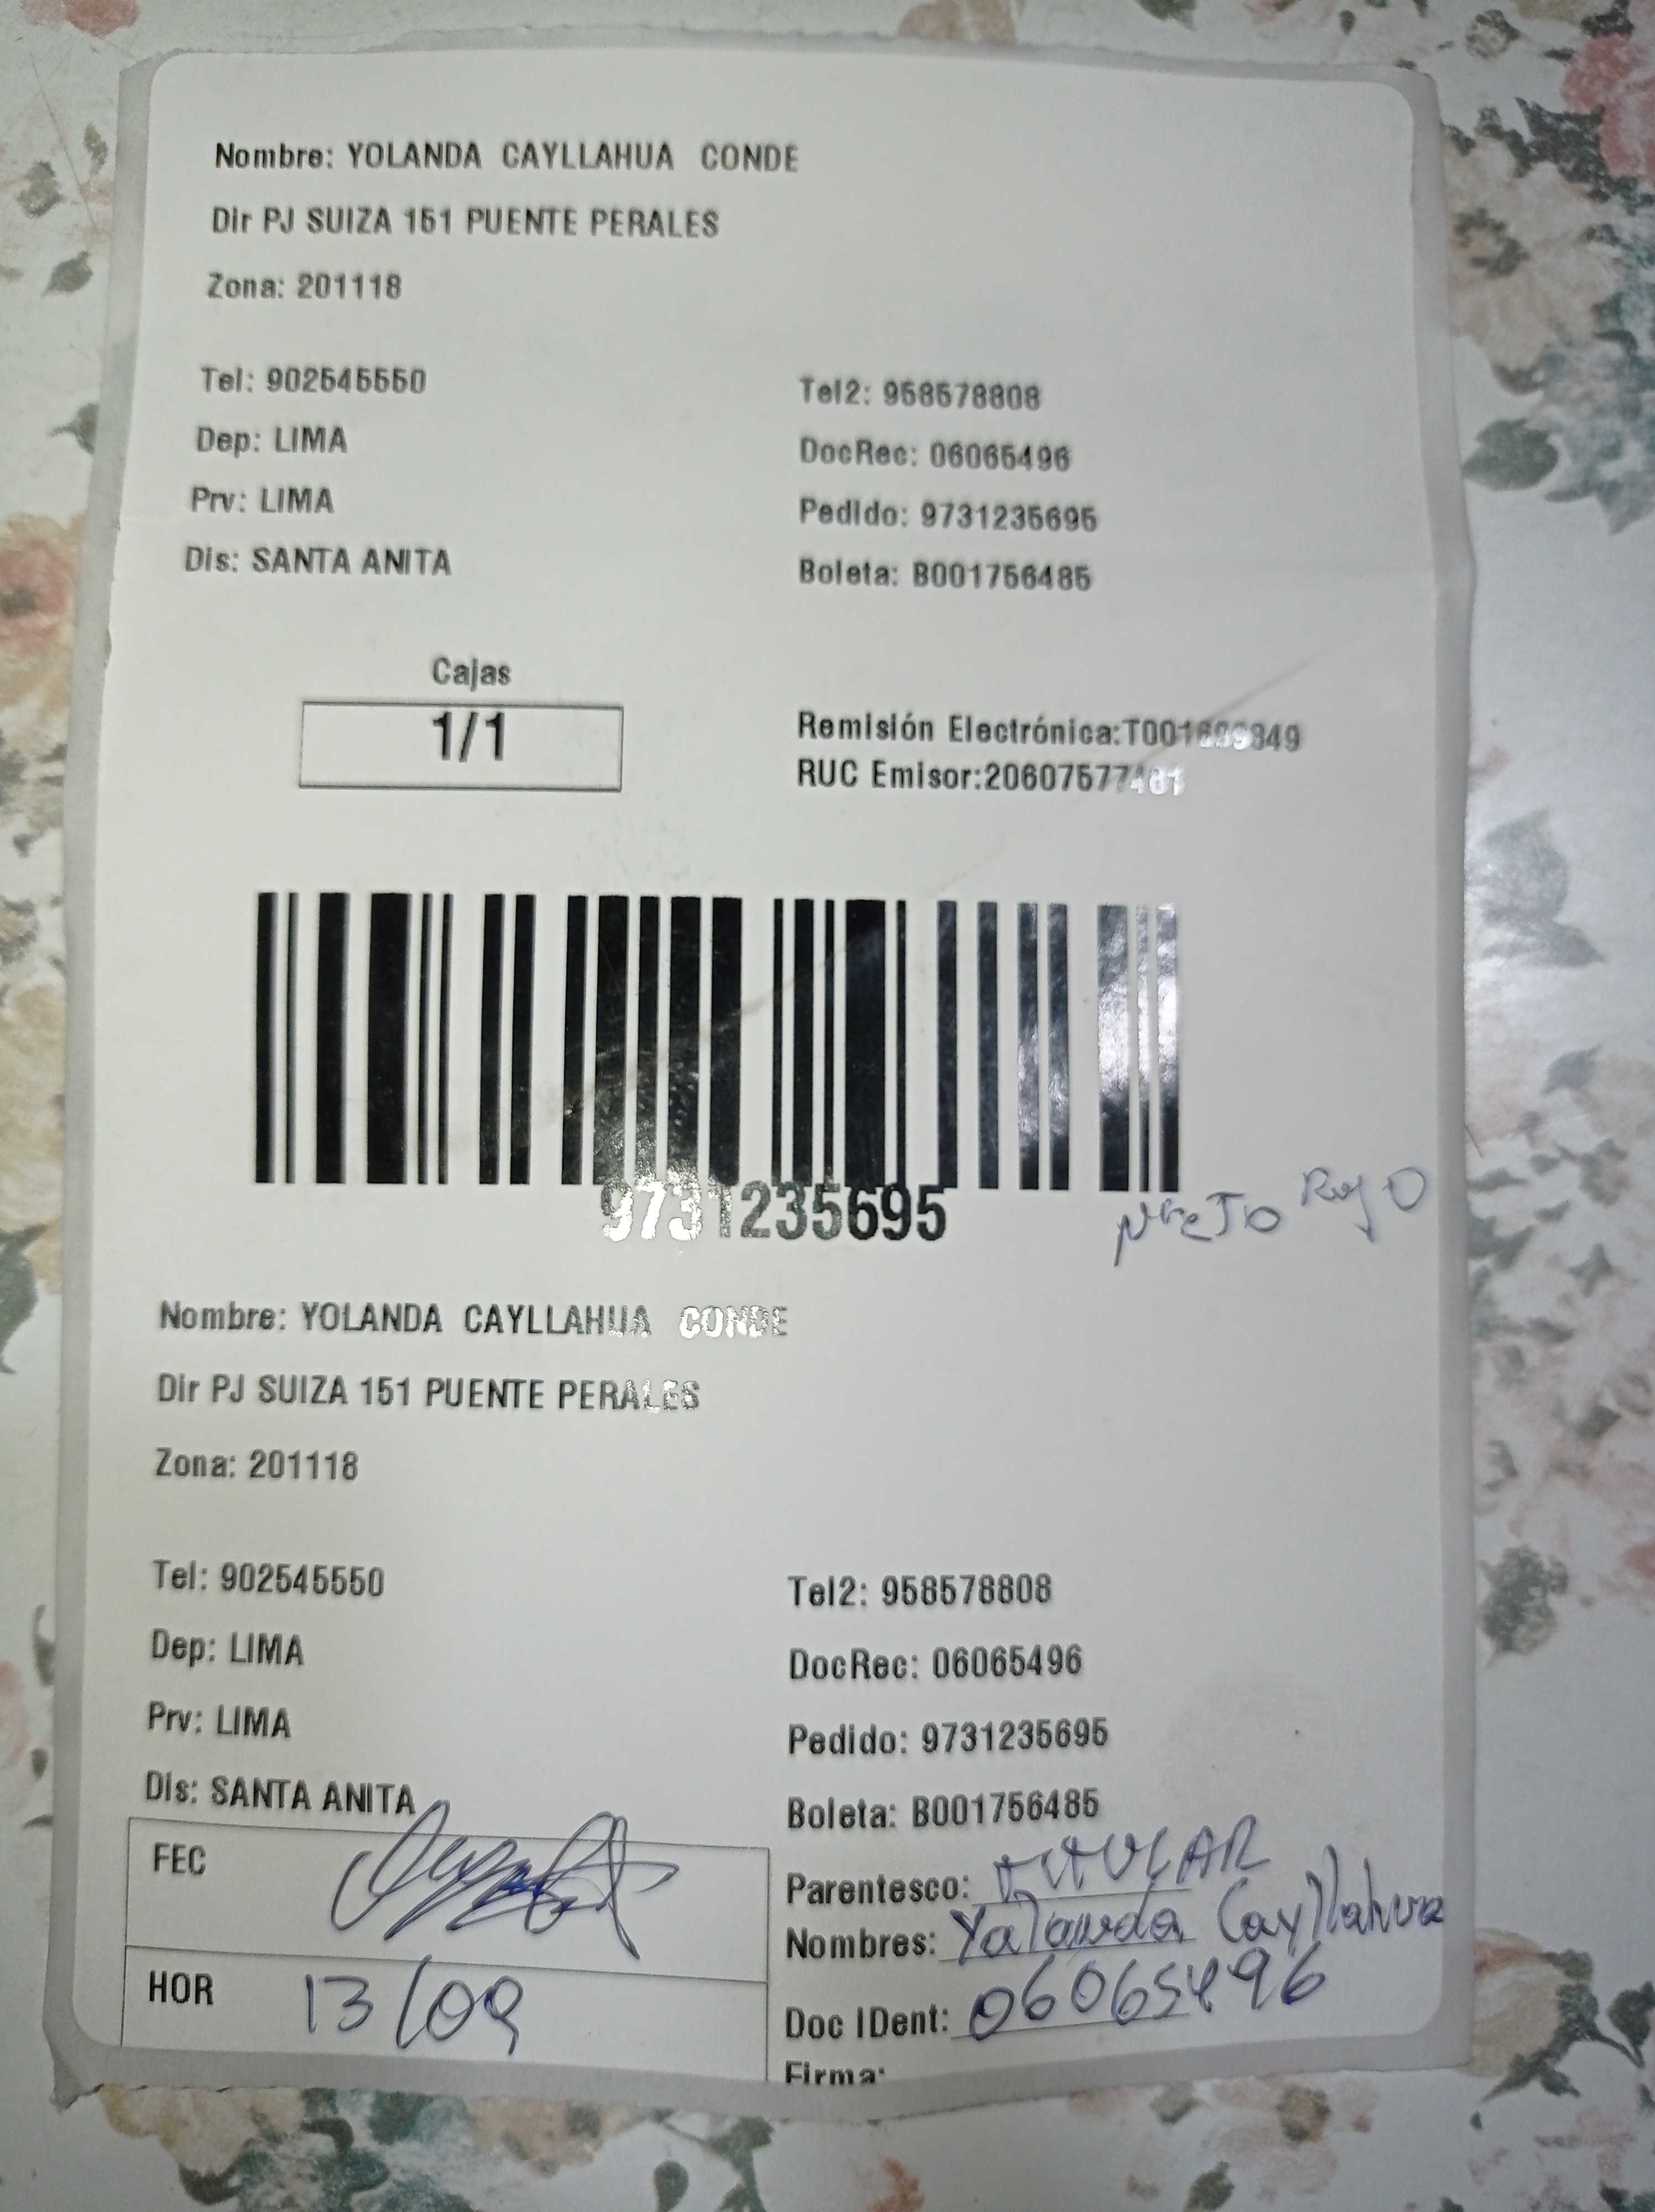 Nombre: YOLANDA CAYLLAHUA CONDE
Dir PJ SUIZA 151 PUENTE PERALES
Zona: 201118
Tel: 902545550 Tel2: 958578808
Dep: LIMA DocRec: 06065496
Prv: LIMA Pedido: 9731235695
Dis: SANTA ANITA Boleta: B001756485
Cajas
1/1
Remisión Electrónica:
RUC Emisor:
9731235695
Rojo
Nombre: YOLANDA CAYLLAHUA CONDE
Dir PJ SUIZA 151 PUENTE PERALES
Zona: 201118
Tel: 902545550 Tel2: 958578808
Dep: LIMA DocRec: 06065496
Prv: LIMA Pedido: 9731235695
Dis: SANTA ANITA Boleta: B001756485
FEC
Parentesco: TITULAR
Nombres: Yolanda Cayllahua
HOR 13/09
Doc IDent: 06065496
Firma: